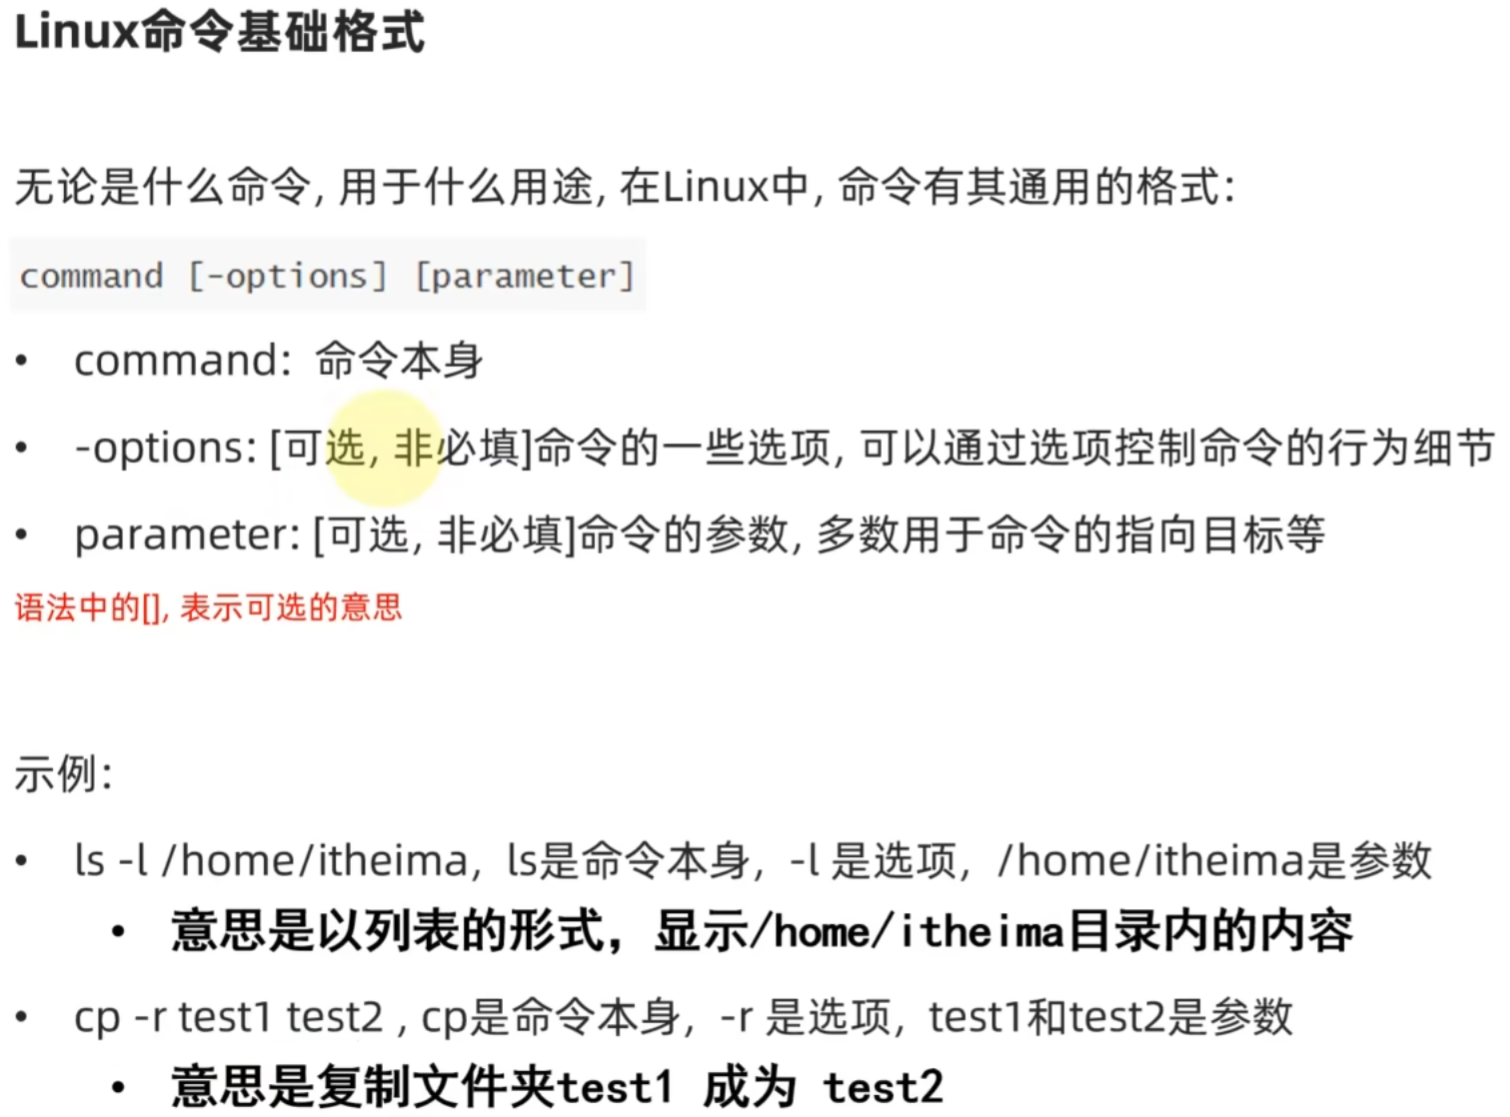 Linux命令基础格式
无论是什么命令, 用于什么用途, 在Linux中, 命令有其通用的格式:
command [-options] [parameter]
• command: 命令本身
• -options: [可选, 非必填]命令的一些选项, 可以通过选项控制命令的行为细节
• parameter: [可选, 非必填]命令的参数, 多数用于命令的指向目标等
语法中的[], 表示可选的意思
示例:
• ls -l /home/itheima, ls是命令本身, -l 是选项, /home/itheima是参数
• 意思是以列表的形式，显示/home/itheima目录内的内容
• cp -r test1 test2 , cp是命令本身, -r 是选项, test1和test2是参数
• 意思是复制文件夹test1 成为 test2